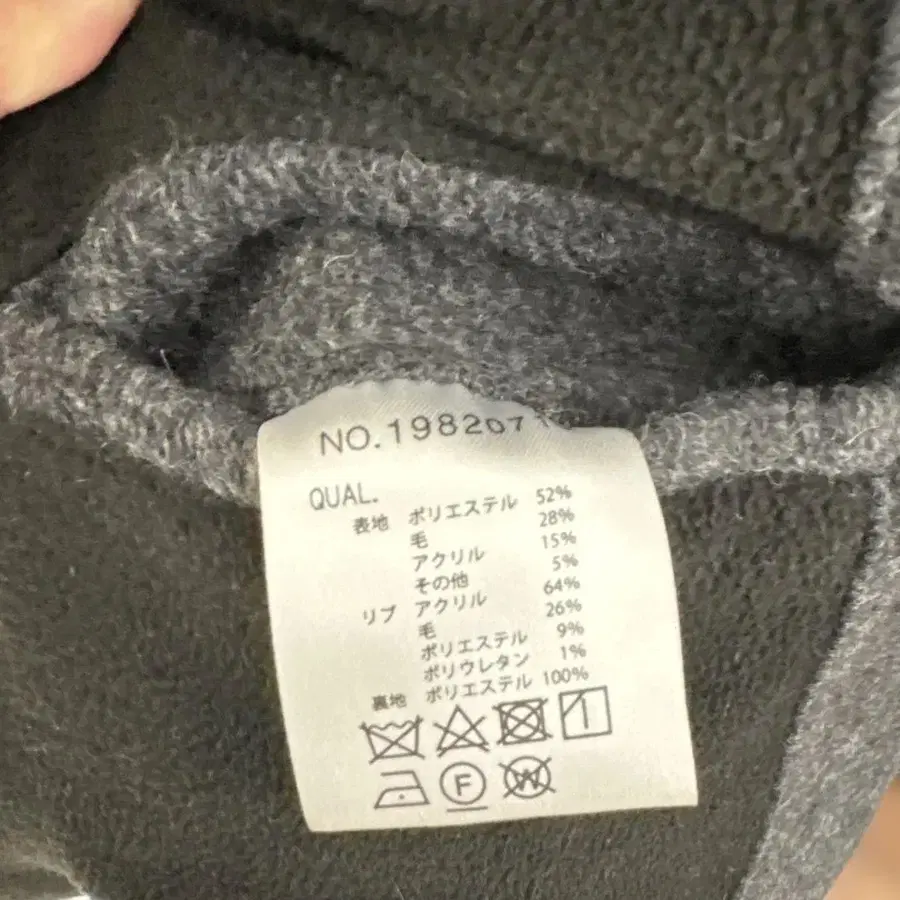 NO.1982071
QUAL.
表地 ポリエステル 52%
毛 28%
アクリル 15%
その他 5%
リブ アクリル 64%
毛 26%
ポリエステル 9%
ポリウレタン 1%
裏地 ポリエステル 100%
F W